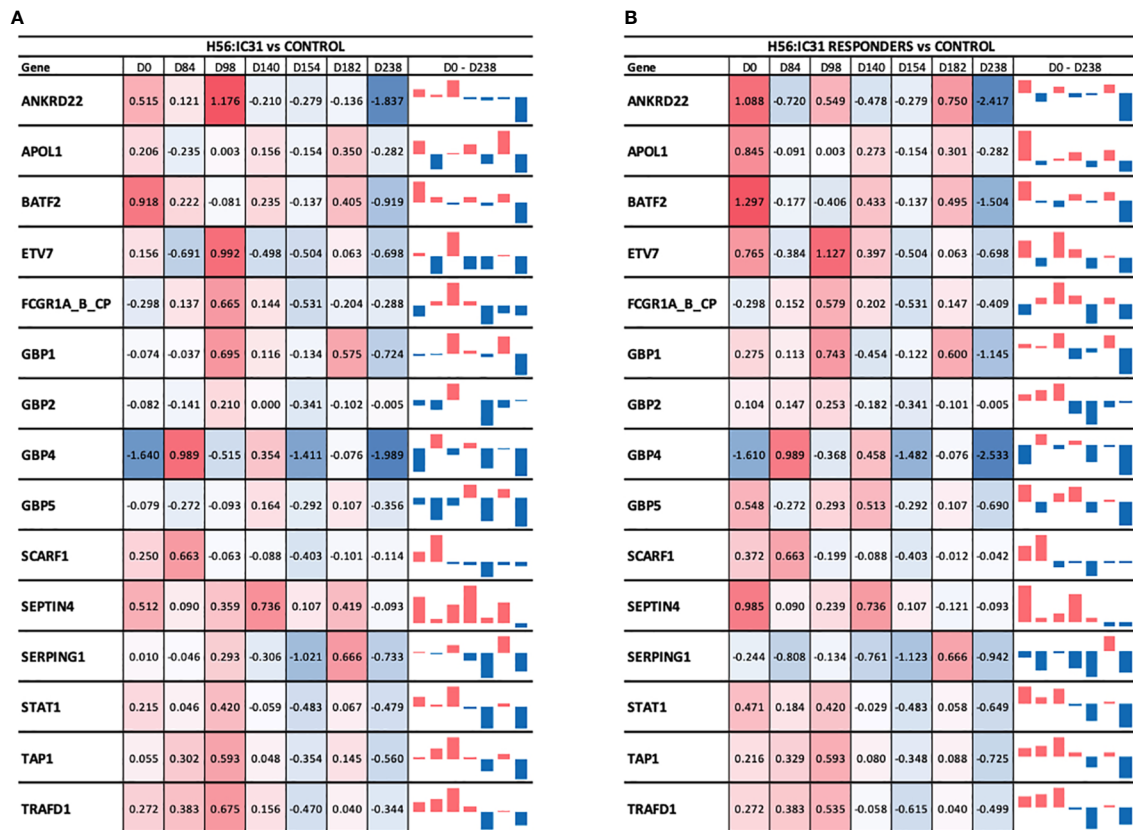 A
H56:IC31 vs CONTROL
Gene D0 D84 D98 D140 D154 D182 D238 D0 - D238
ANKRD22 0.515 0.121 1.176 -0.210 -0.279 -0.136 -1.837
APOL1 0.206 -0.235 0.003 0.156 -0.154 0.350 -0.282
BATF2 0.918 0.222 -0.081 0.235 -0.137 0.405 -0.919
ETV7 0.156 -0.691 0.992 -0.498 -0.504 0.063 -0.698
FCGR1A_B_CP -0.298 0.137 0.665 0.144 -0.531 -0.204 -0.288
GBP1 -0.074 -0.037 0.695 0.116 -0.134 0.575 -0.724
GBP2 -0.082 -0.141 0.210 0.000 -0.341 -0.102 -0.005
GBP4 -1.640 0.989 -0.515 0.354 -1.411 -0.076 -1.989
GBP5 -0.079 -0.272 -0.093 0.164 -0.292 0.107 -0.356
SCARF1 0.250 0.663 -0.063 -0.088 -0.403 -0.101 -0.114
SEPTIN4 0.512 0.090 0.359 0.736 0.107 0.419 -0.093
SERPING1 0.010 -0.046 0.293 -0.306 -1.021 0.666 -0.733
STAT1 0.215 0.046 0.420 -0.059 -0.483 0.067 -0.479
TAP1 0.055 0.302 0.593 0.048 -0.354 0.145 -0.560
TRAFD1 0.272 0.383 0.675 0.156 -0.470 0.040 -0.344
B
H56:IC31 RESPONDERS vs CONTROL
Gene D0 D84 D98 D140 D154 D182 D238 D0 - D238
ANKRD22 1.088 -0.720 0.549 -0.478 -0.279 0.750 -2.417
APOL1 0.845 -0.091 0.003 0.273 -0.154 0.301 -0.282
BATF2 1.297 -0.177 -0.406 0.433 -0.137 0.495 -1.504
ETV7 0.765 -0.384 1.127 0.397 -0.504 0.063 -0.698
FCGR1A_B_CP -0.298 0.152 0.579 0.202 -0.531 0.147 -0.409
GBP1 0.275 0.113 0.743 -0.454 -0.122 0.600 -1.145
GBP2 0.104 0.147 0.253 -0.182 -0.341 -0.101 -0.005
GBP4 -1.610 0.989 -0.368 0.458 -1.482 -0.076 -2.533
GBP5 0.548 -0.272 0.293 0.513 -0.292 0.107 -0.690
SCARF1 0.372 0.663 -0.199 -0.088 -0.403 -0.012 -0.042
SEPTIN4 0.985 0.090 0.239 0.736 0.107 -0.121 -0.093
SERPING1 -0.244 -0.808 -0.134 -0.761 -1.123 0.666 -0.942
STAT1 0.471 0.184 0.420 -0.029 -0.483 0.058 -0.649
TAP1 0.216 0.329 0.593 0.080 -0.348 0.088 -0.725
TRAFD1 0.272 0.383 0.535 -0.058 -0.615 0.040 -0.499